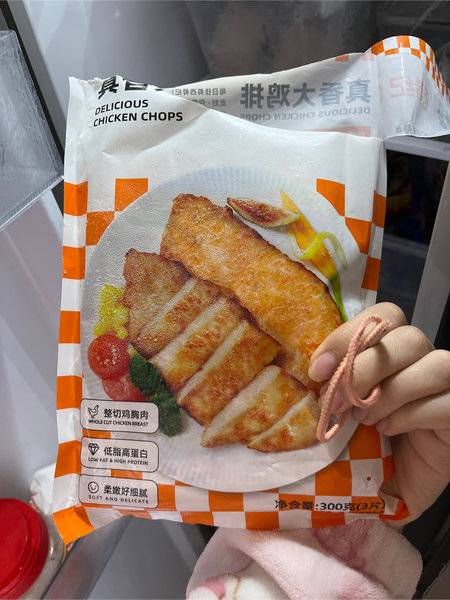 真香大鸡排
DELICIOUS CHICKEN CHOPS
DELICIOUS
CHICKEN CHOPS
整切鸡胸肉
WHOLE CUT CHICKEN BREAST
低脂高蛋白
LOW FAT & HIGH PROTEIN
柔嫩好细腻
SOFT AND DELICATE
净含量:300克(3片)